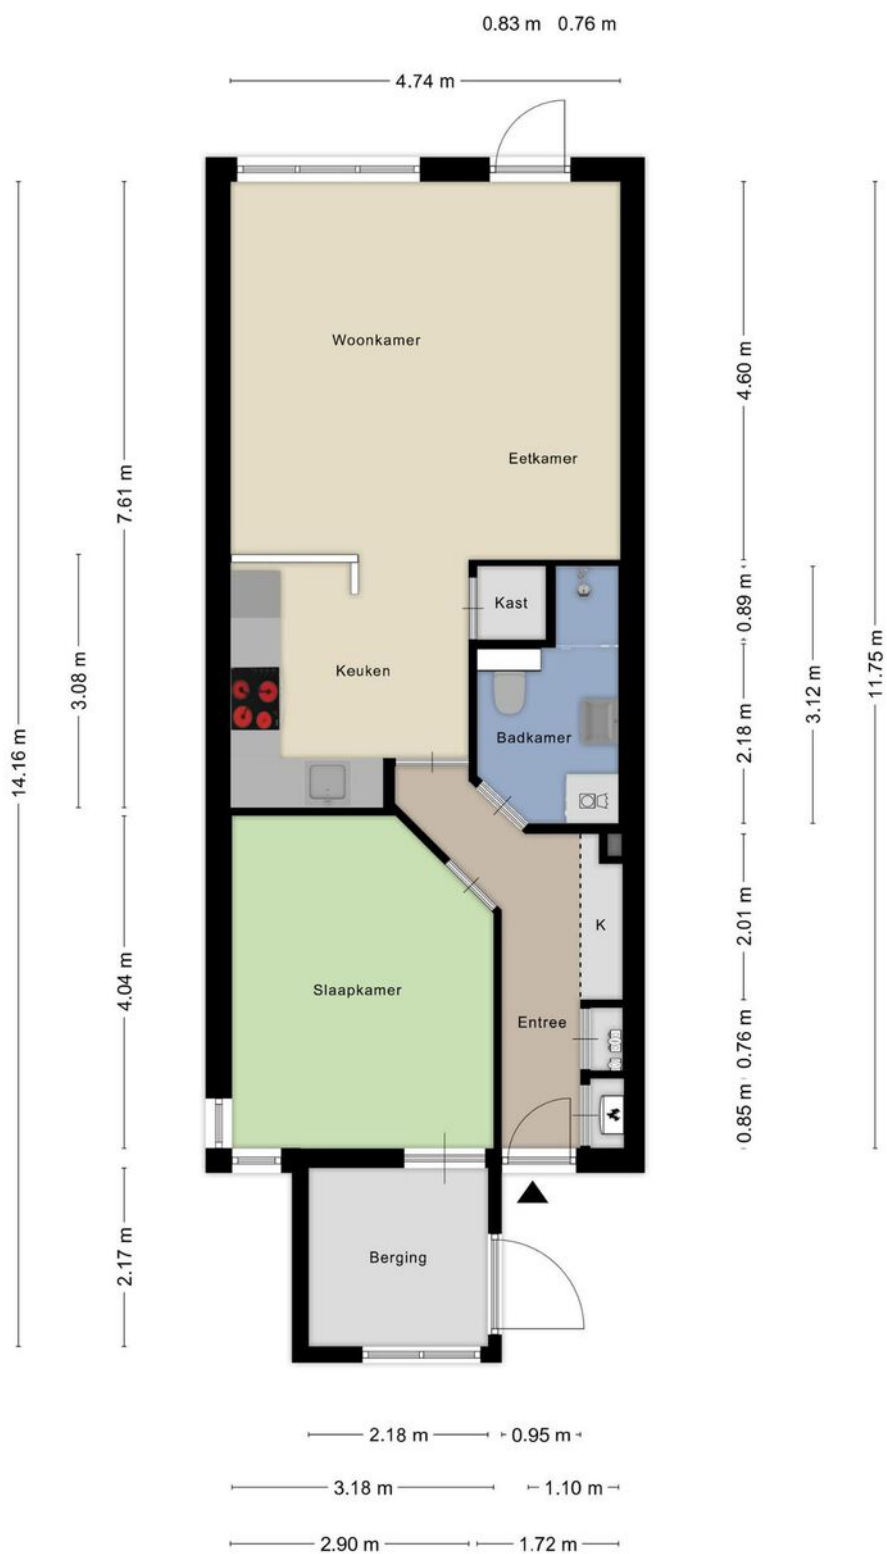 0.83 m 0.76 m
4.74 m
Woonkamer
4.60 m
Eetkamer
7.61 m
Kast
0.89 m
Keuken
3.08 m
11.75 m
3.12 m
Badkamer
2.18 m
14.16 m
2.01 m
K
4.04 m
Slaapkamer
Entree
0.76 m
0.85 m
2.17 m
Berging
2.18 m 0.95 m
3.18 m 1.10 m
2.90 m 1.72 m